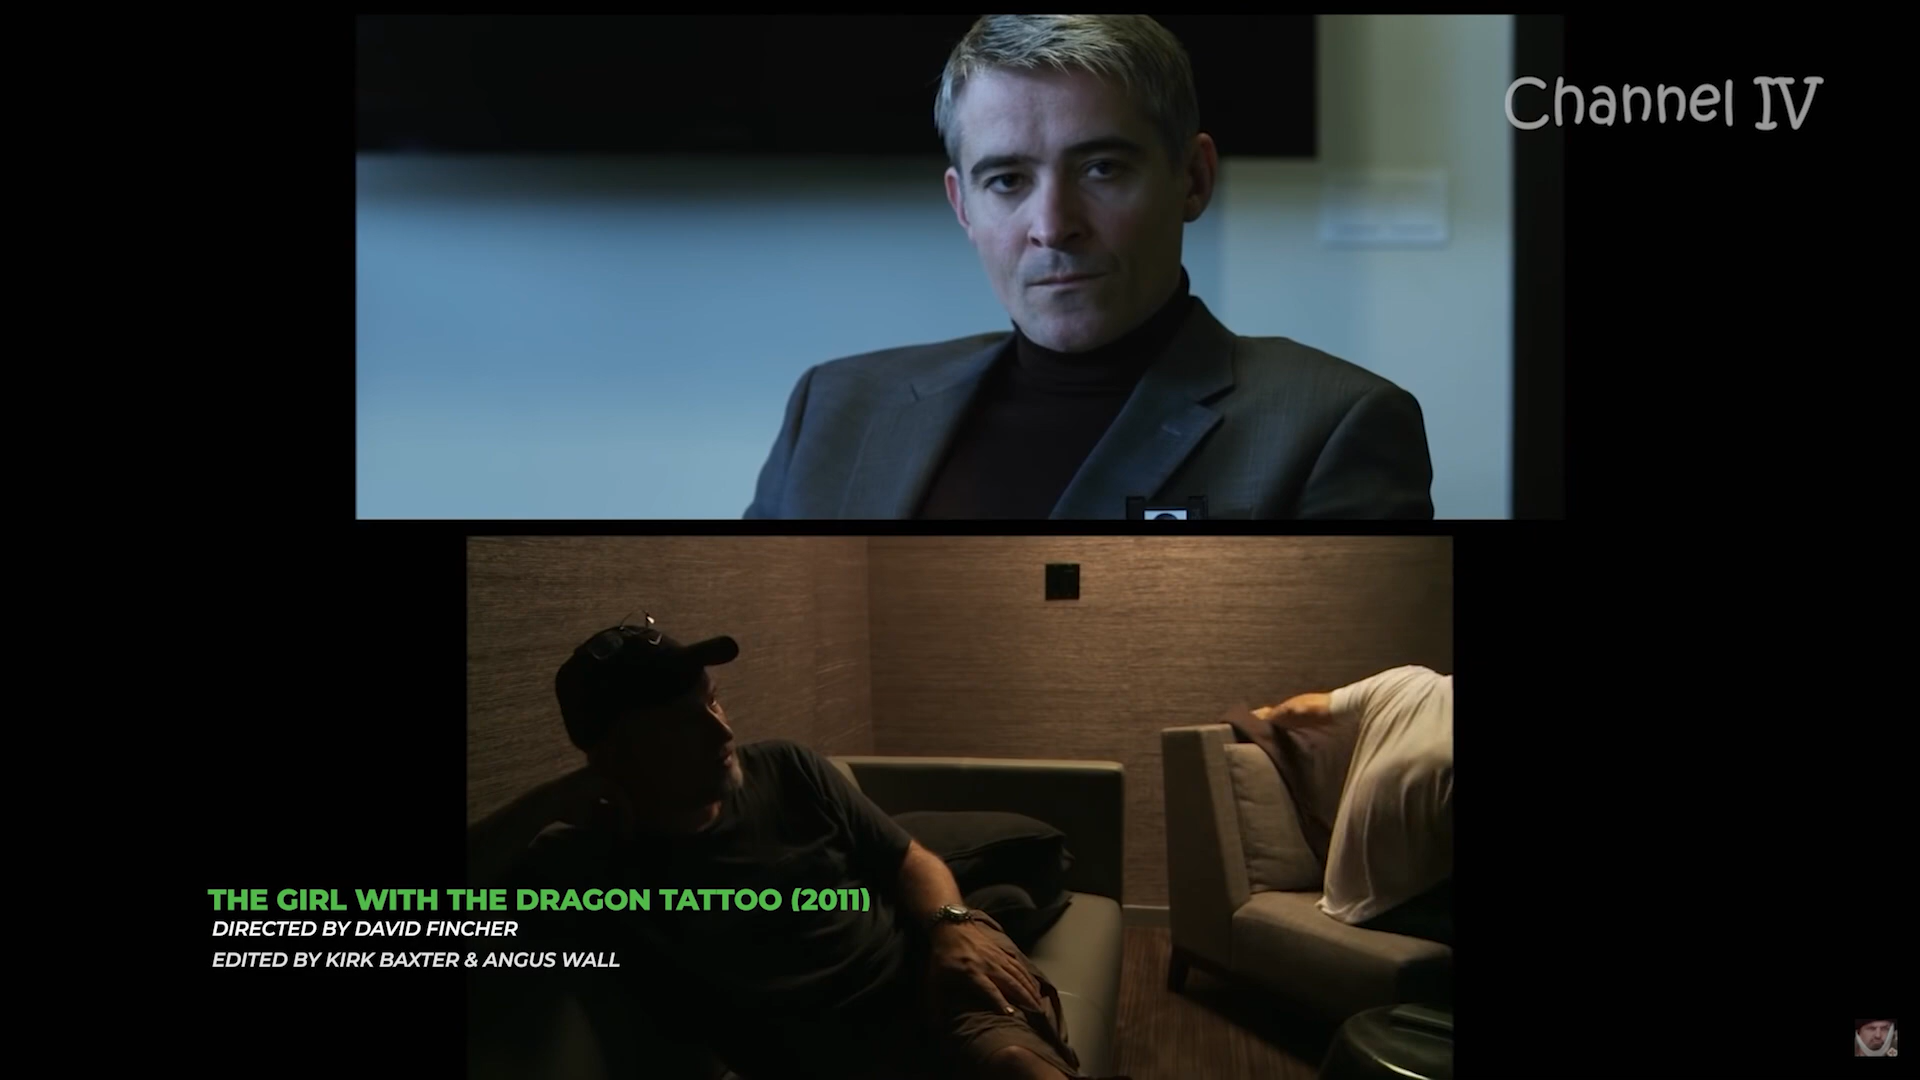 Channel IV
THE GIRL WITH THE DRAGON TATTOO (2011)
DIRECTED BY DAVID FINCHER
EDITED BY KIRK BAXTER & ANGUS WALL